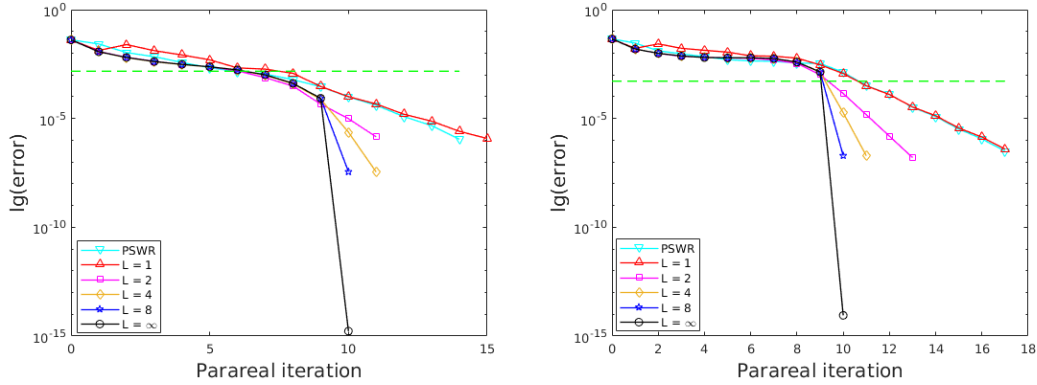 10^0
10^-5
10^-10
10^-15
lg(error)
0 5 10 15
Parareal iteration
PSWR
L = 1
L = 2
L = 4
L = 8
L = ∞
10^0
10^-5
10^-10
10^-15
lg(error)
0 2 4 6 8 10 12 14 16 18
Parareal iteration
PSWR
L = 1
L = 2
L = 4
L = 8
L = ∞